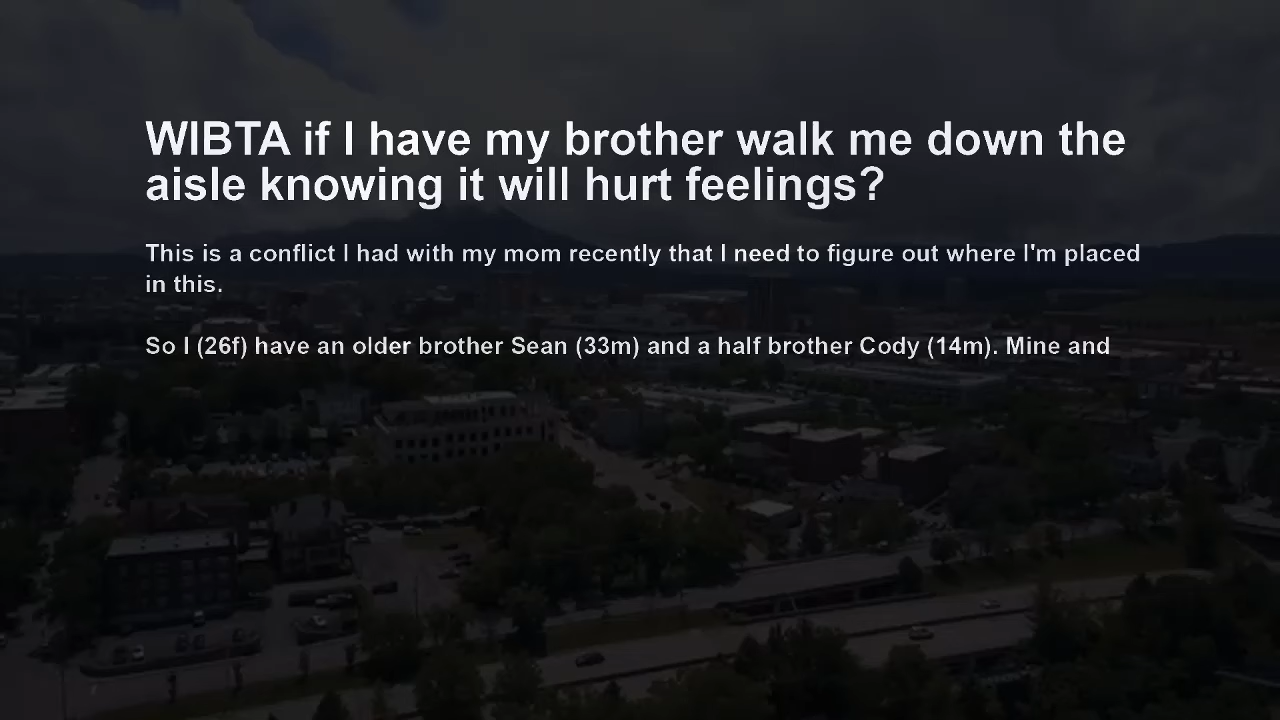 WIBTA if I have my brother walk me down the
aisle knowing it will hurt feelings?
This is a conflict I had with my mom recently that I need to figure out where I'm placed
in this.
So I (26f) have an older brother Sean (33m) and a half brother Cody (14m). Mine and